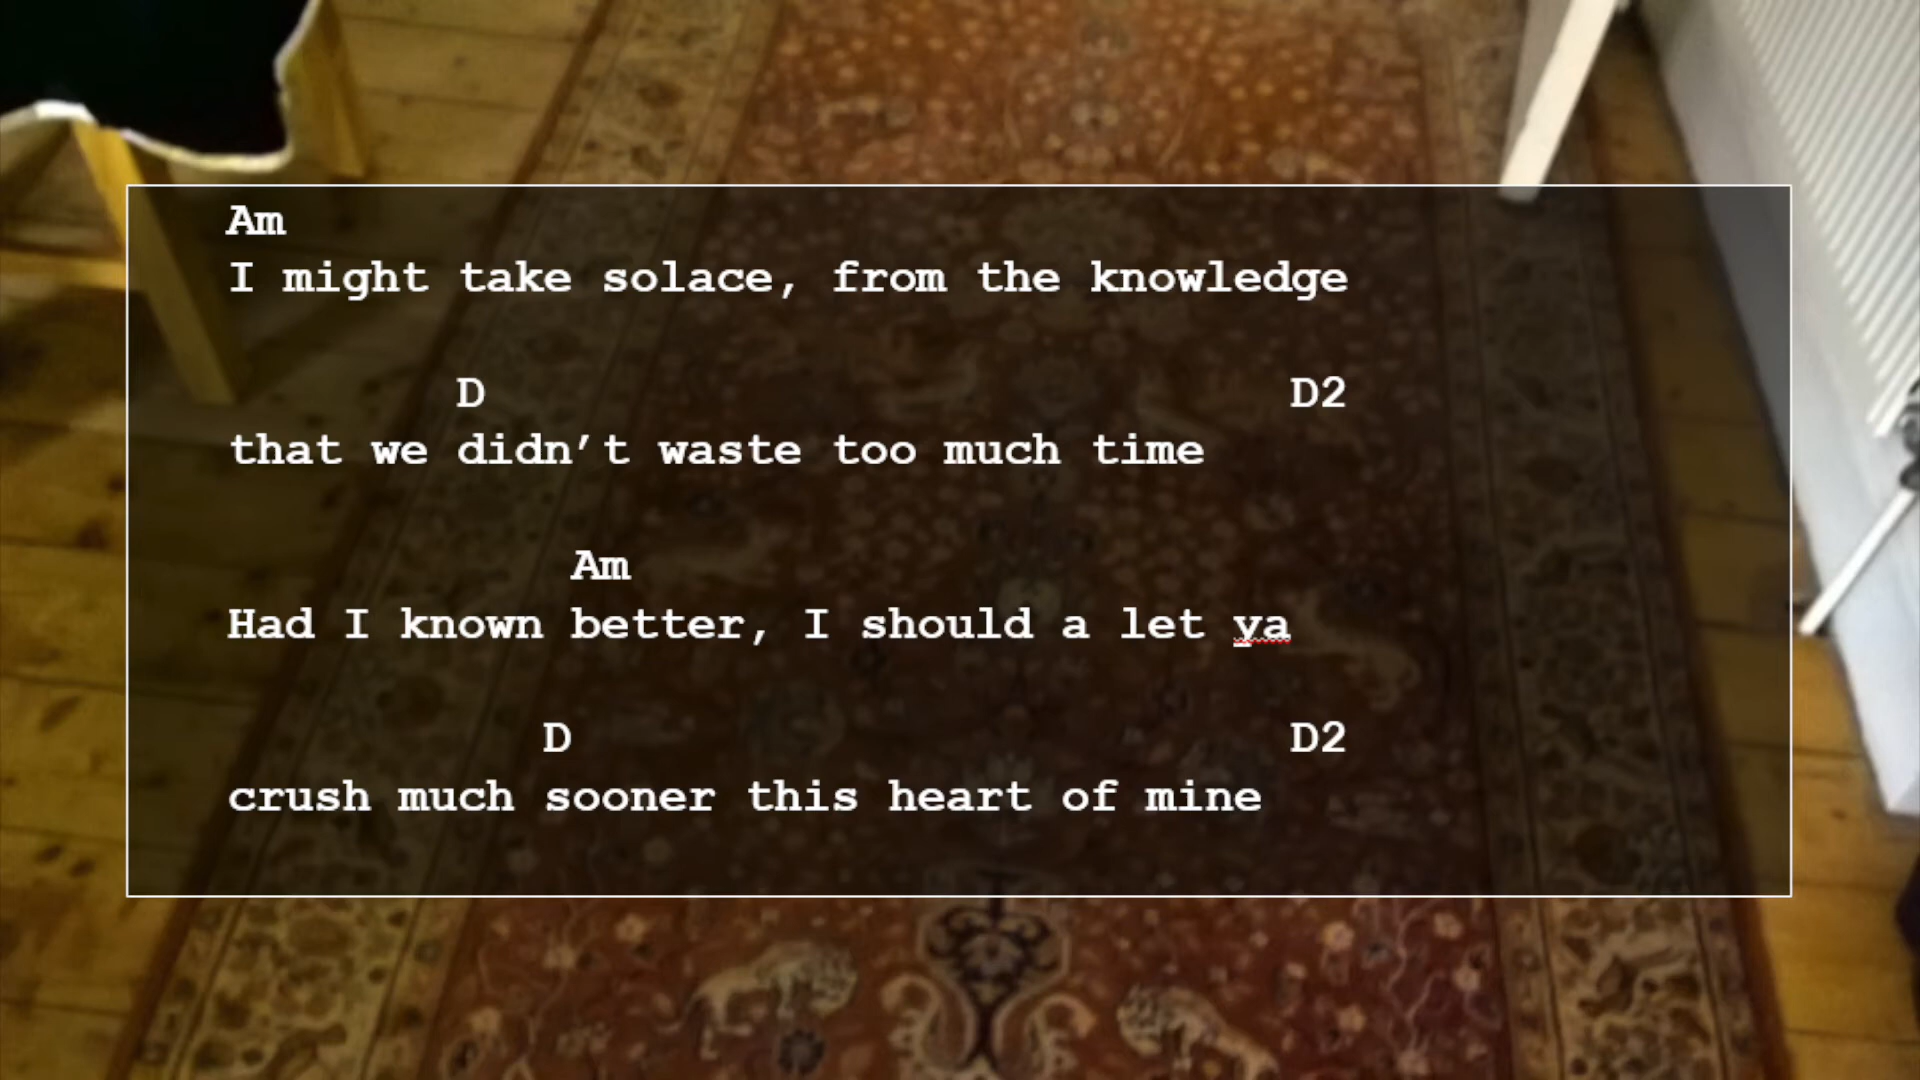 Am
I might take solace, from the knowledge
D D2
that we didn’t waste too much time
Am
Had I known better, I should a let ya
D D2
crush much sooner this heart of mine